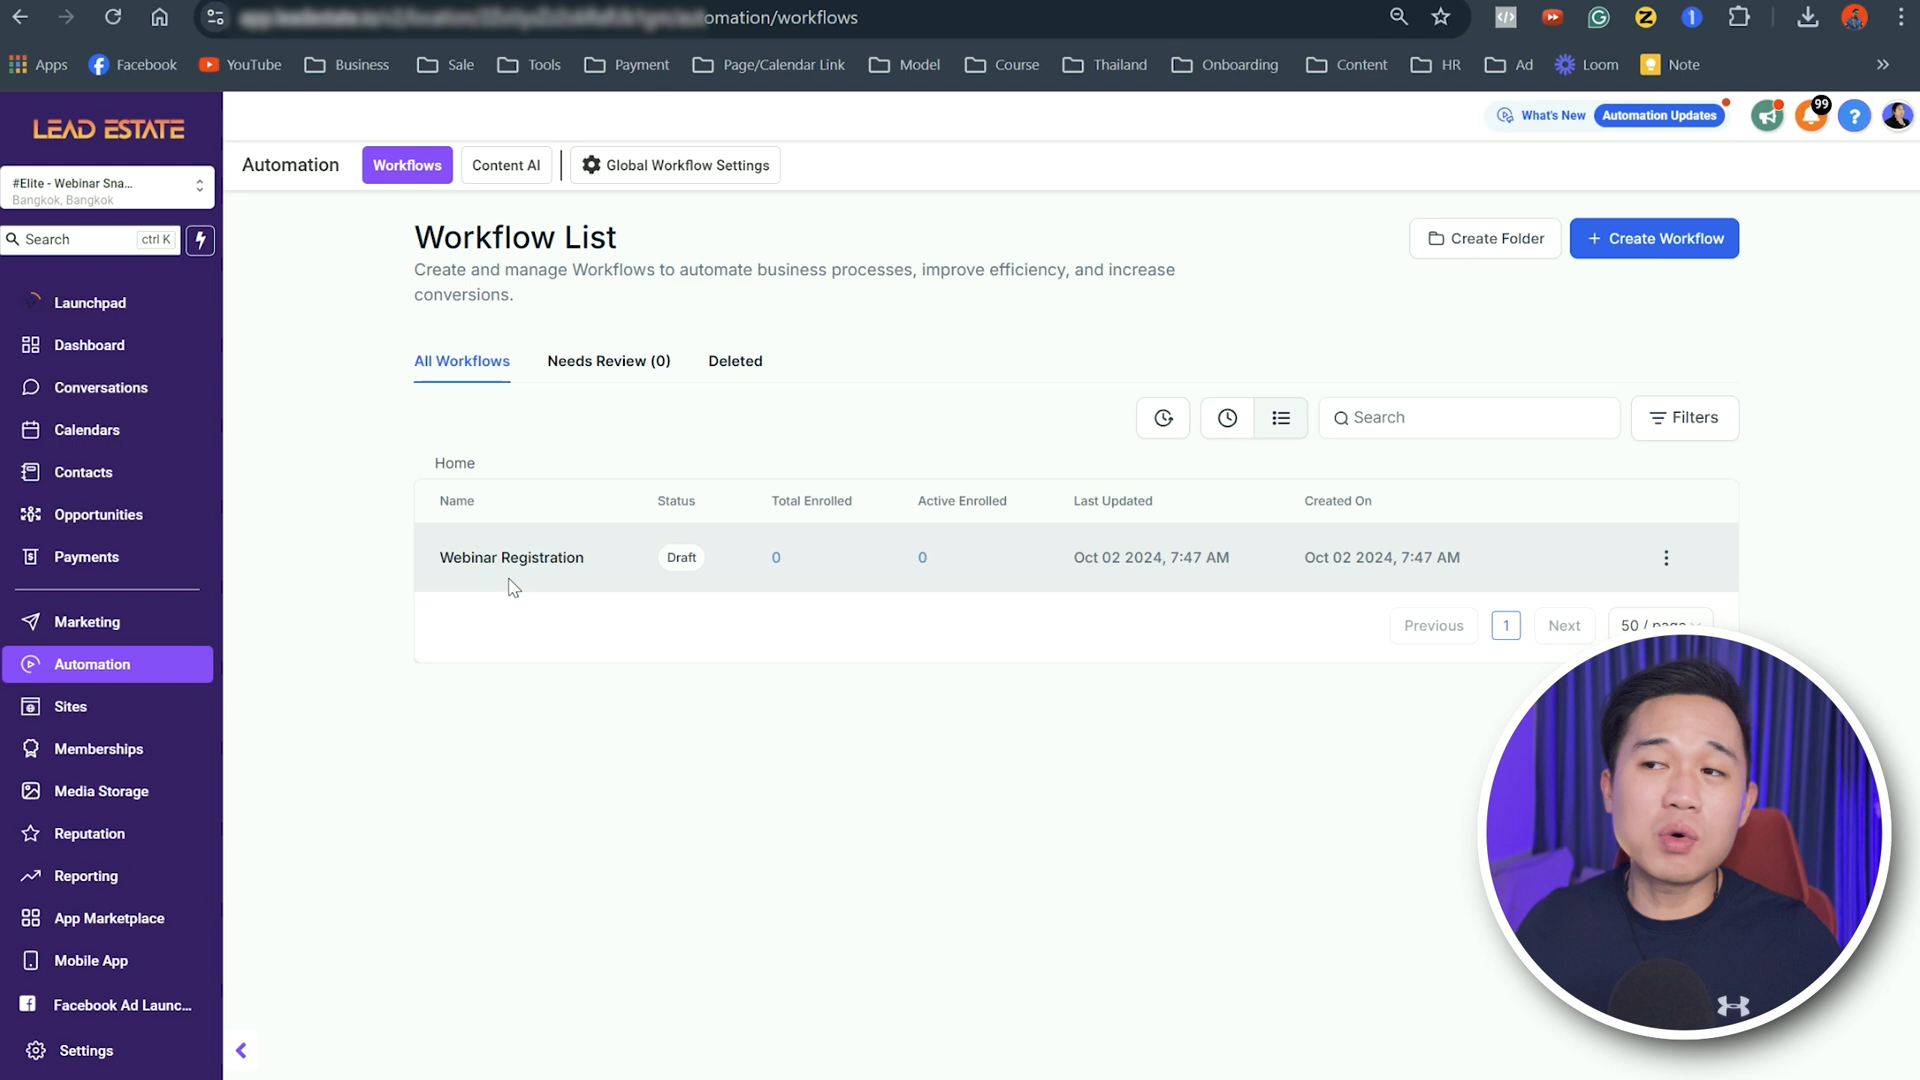 omation/workflows
Apps
Facebook
YouTube
Business
Sale
Tools
Payment
Page/Calendar Link
Model
Course
Thailand
Onboarding
Content
HR
Ad
Loom
Note
LEAD ESTATE
What's New
Automation Updates
99
#Elite - Webinar Sna...
Bangkok, Bangkok
Automation
Workflows
Content AI
Global Workflow Settings
Search
ctrl K
Workflow List
Create Folder
+ Create Workflow
Create and manage Workflows to automate business processes, improve efficiency, and increase
conversions.
Launchpad
Dashboard
Conversations
Calendars
Contacts
Opportunities
Payments
Marketing
Automation
Sites
Memberships
Media Storage
Reputation
Reporting
App Marketplace
Mobile App
Facebook Ad Launc...
Settings
All Workflows
Needs Review (0)
Deleted
Search
Filters
Home
Name
Status
Total Enrolled
Active Enrolled
Last Updated
Created On
Webinar Registration
Draft
0
0
Oct 02 2024, 7:47 AM
Oct 02 2024, 7:47 AM
Previous
1
Next
50 / page